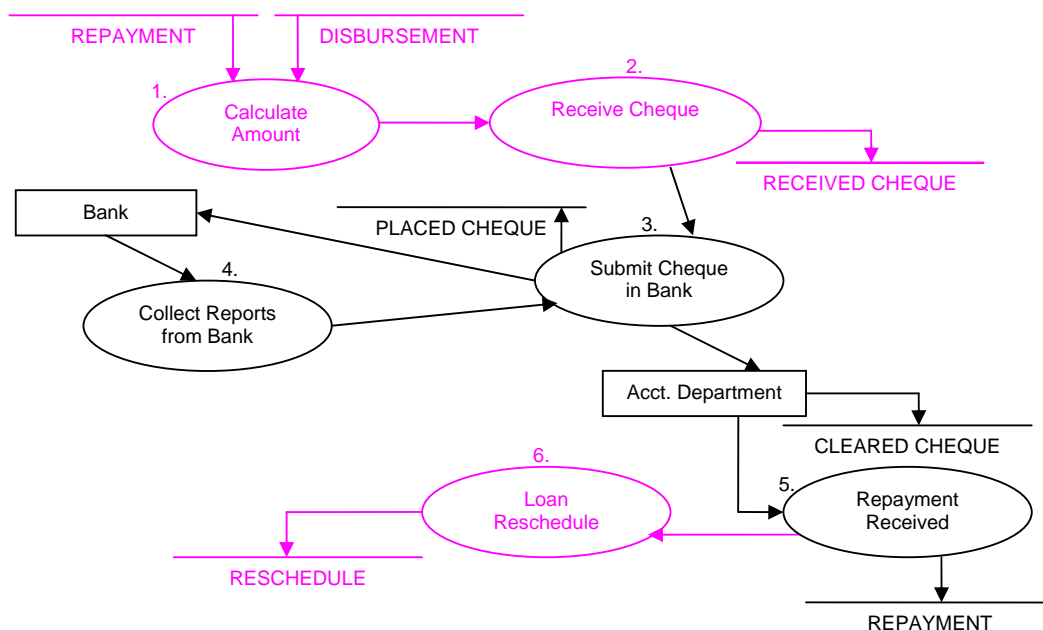 REPAYMENT
DISBURSEMENT
1.
Calculate
Amount
2.
Receive Cheque
RECEIVED CHEQUE
Bank
PLACED CHEQUE
3.
Submit Cheque
in Bank
4.
Collect Reports
from Bank
Acct. Department
CLEARED CHEQUE
5.
Repayment
Received
6.
Loan
Reschedule
RESCHEDULE
REPAYMENT